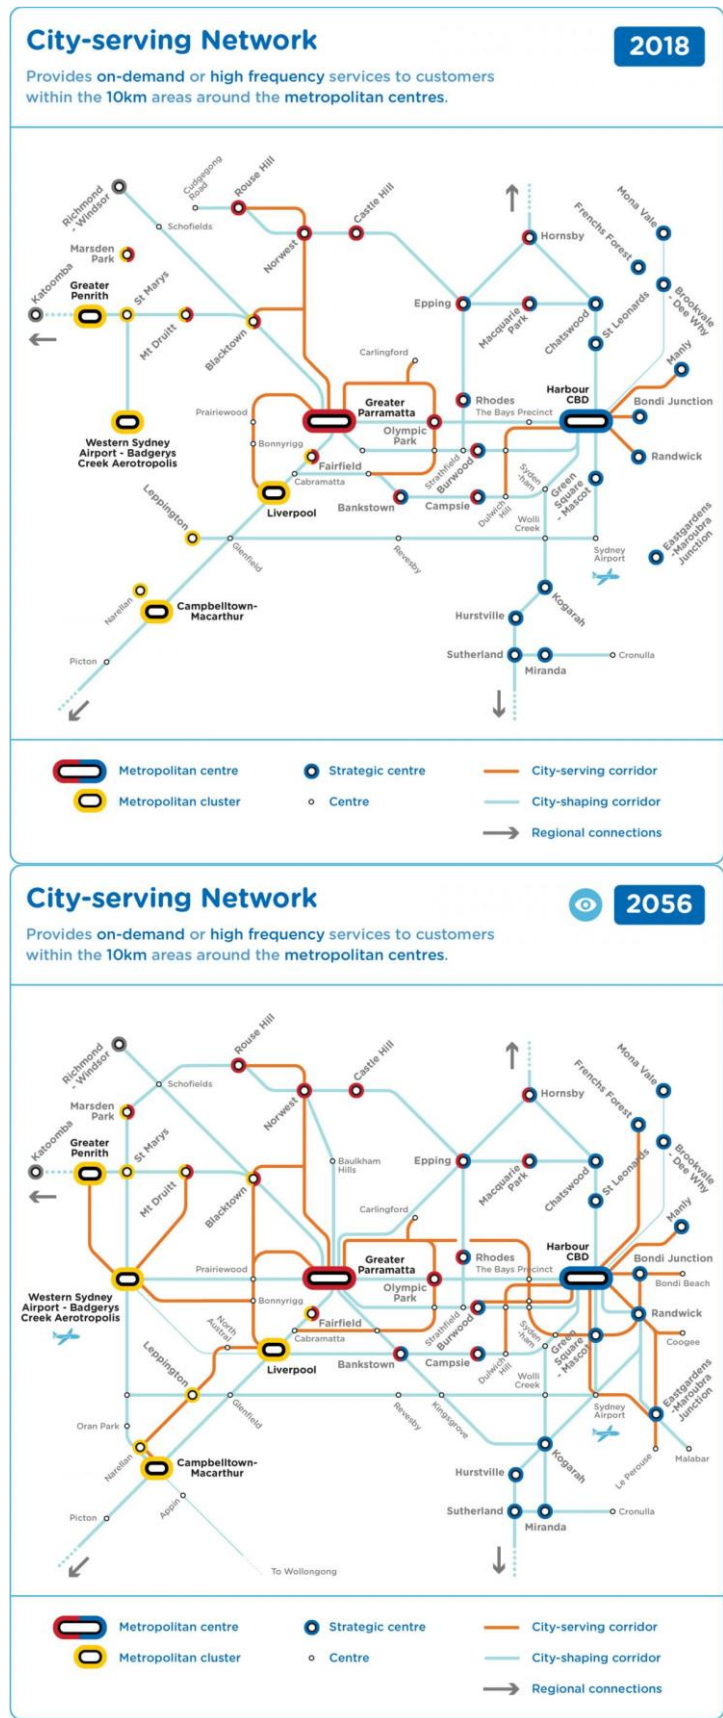 City-serving Network
2018
Provides on-demand or high frequency services to customers
within the 10km areas around the metropolitan centres.
Richmond
- Windsor
Cudgegong
Road
Rouse Hill
Schofields
Castle Hill
Norwest
Hornsby
Mona Vale
Frenchs Forest
Marsden
Park
Katoomba
Greater
Penrith
St Marys
Mt Druitt
Blacktown
Epping
Macquarie
Park
Chatswood
St Leonards
Brookvale
- Dee Why
Carlingford
Manly
Prairiewood
Greater
Parramatta
Rhodes
The Bays Precinct
Harbour
CBD
Bondi Junction
Olympic
Park
Western Sydney
Airport - Badgerys
Creek Aerotropolis
Bonnyrigg
Fairfield
Cabramatta
Strathfield
Burwood
Randwick
Liverpool
Bankstown
Campsie
Dulwich
Hill
Syden
-ham
Green
Square
- Mascot
Leppington
Glenfield
Revesby
Wolli
Creek
Sydney
Airport
Eastgardens
-Maroubra
Junction
Narellan
Campbelltown-
Macarthur
Kogarah
Hurstville
Picton
Sutherland
Miranda
Cronulla
Metropolitan centre
Strategic centre
City-serving corridor
Metropolitan cluster
Centre
City-shaping corridor
Regional connections
City-serving Network
2056
Provides on-demand or high frequency services to customers
within the 10km areas around the metropolitan centres.
Richmond
- Windsor
Rouse Hill
Schofields
Castle Hill
Norwest
Hornsby
Mona Vale
Frenchs Forest
Marsden
Park
Katoomba
Greater
Penrith
St Marys
Mt Druitt
Blacktown
Baulkham
Hills
Epping
Macquarie
Park
Chatswood
St Leonards
Brookvale
- Dee Why
Carlingford
Manly
Prairiewood
Greater
Parramatta
Rhodes
The Bays Precinct
Harbour
CBD
Bondi Junction
Bondi Beach
Olympic
Park
Western Sydney
Airport - Badgerys
Creek Aerotropolis
Bonnyrigg
North
Austral
Fairfield
Cabramatta
Strathfield
Burwood
Randwick
Coogee
Liverpool
Bankstown
Campsie
Dulwich
Hill
Syden
-ham
Green
Square
- Mascot
Leppington
Oran Park
Glenfield
Revesby
Kingsgrove
Wolli
Creek
Sydney
Airport
Eastgardens
-Maroubra
Junction
Narellan
Campbelltown-
Macarthur
Kogarah
Le Perouse
Malabar
Hurstville
Picton
Appin
Sutherland
Miranda
Cronulla
To Wollongong
Metropolitan centre
Strategic centre
City-serving corridor
Metropolitan cluster
Centre
City-shaping corridor
Regional connections